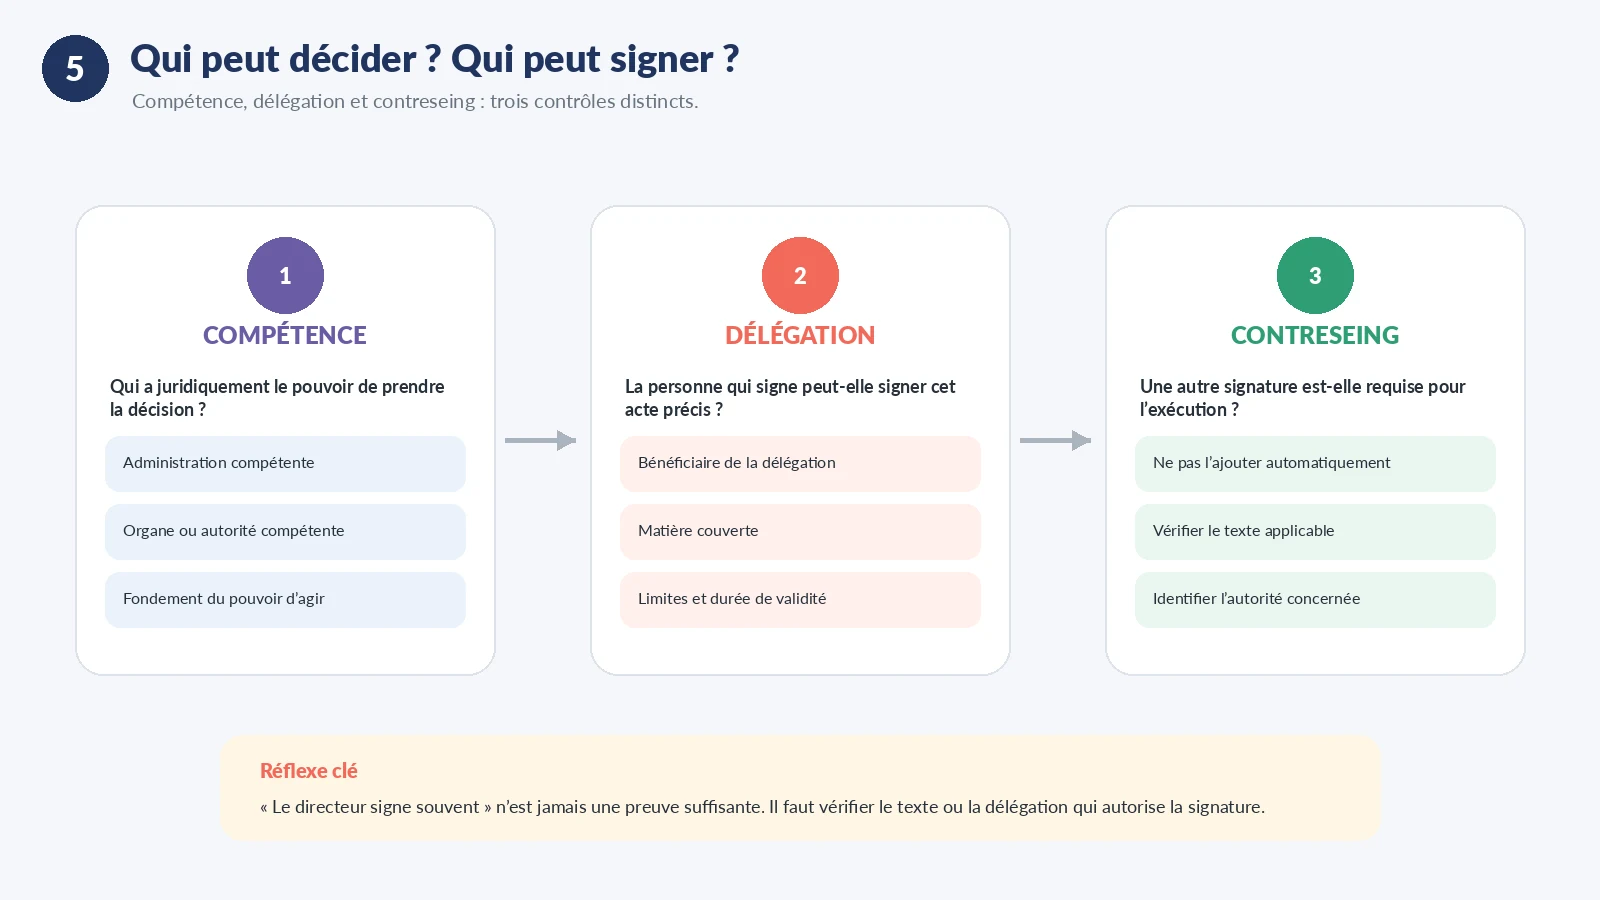 5
Qui peut décider ? Qui peut signer ?
Compétence, délégation et contreseing : trois contrôles distincts.
1
COMPÉTENCE
Qui a juridiquement le pouvoir de prendre
la décision ?
Administration compétente
Organe ou autorité compétente
Fondement du pouvoir d’agir
2
DÉLÉGATION
La personne qui signe peut-elle signer cet
acte précis ?
Bénéficiaire de la délégation
Matière couverte
Limites et durée de validité
3
CONTRESEING
Une autre signature est-elle requise pour
l’exécution ?
Ne pas l’ajouter automatiquement
Vérifier le texte applicable
Identifier l’autorité concernée
Réflexe clé
« Le directeur signe souvent » n’est jamais une preuve suffisante. Il faut vérifier le texte ou la délégation qui autorise la signature.